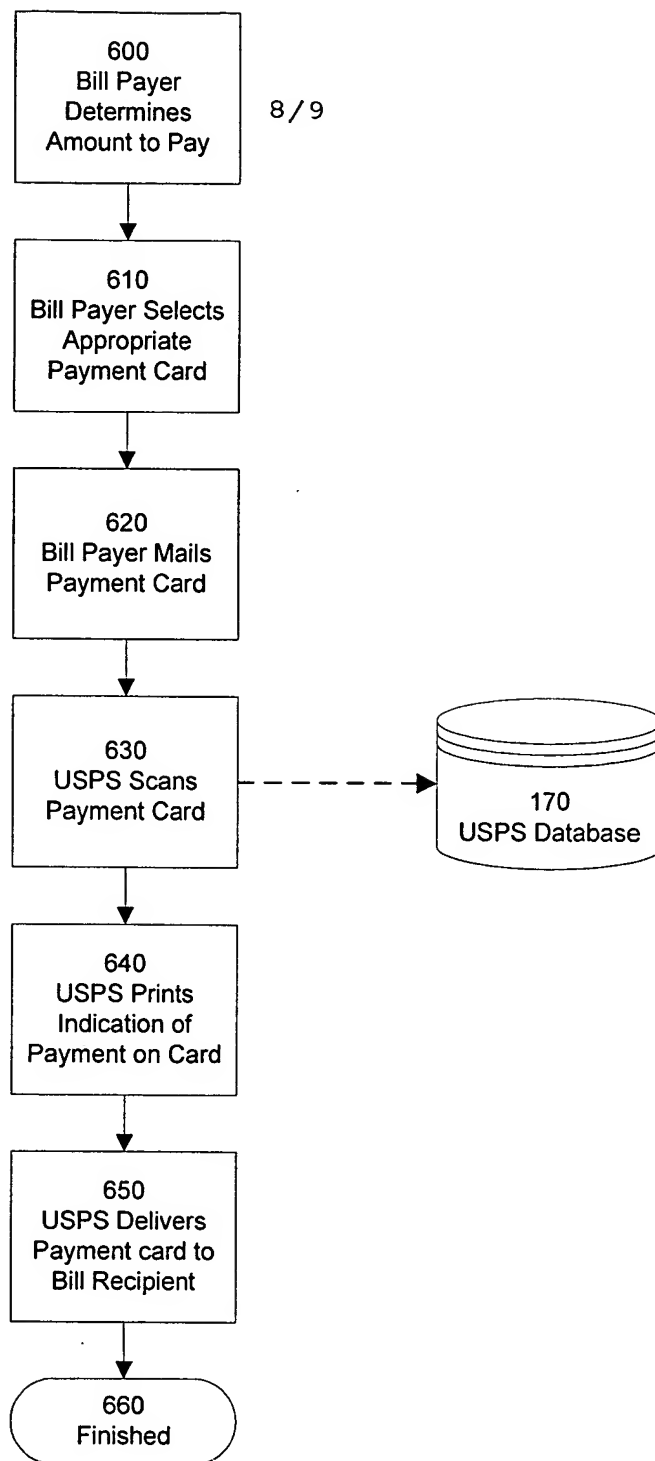 600
Bill Payer
Determines
Amount to Pay
8/9
610
Bill Payer Selects
Appropriate
Payment Card
620
Bill Payer Mails
Payment Card
630
USPS Scans
Payment Card
170
USPS Database
640
USPS Prints
Indication of
Payment on Card
650
USPS Delivers
Payment card to
Bill Recipient
660
Finished